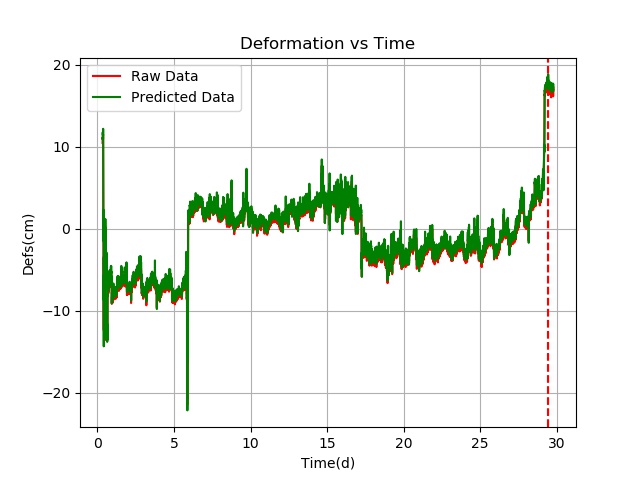 Deformation vs Time
Raw Data
Predicted Data
Defs(cm)
20
10
0
−10
−20
0 5 10 15 20 25 30
Time(d)